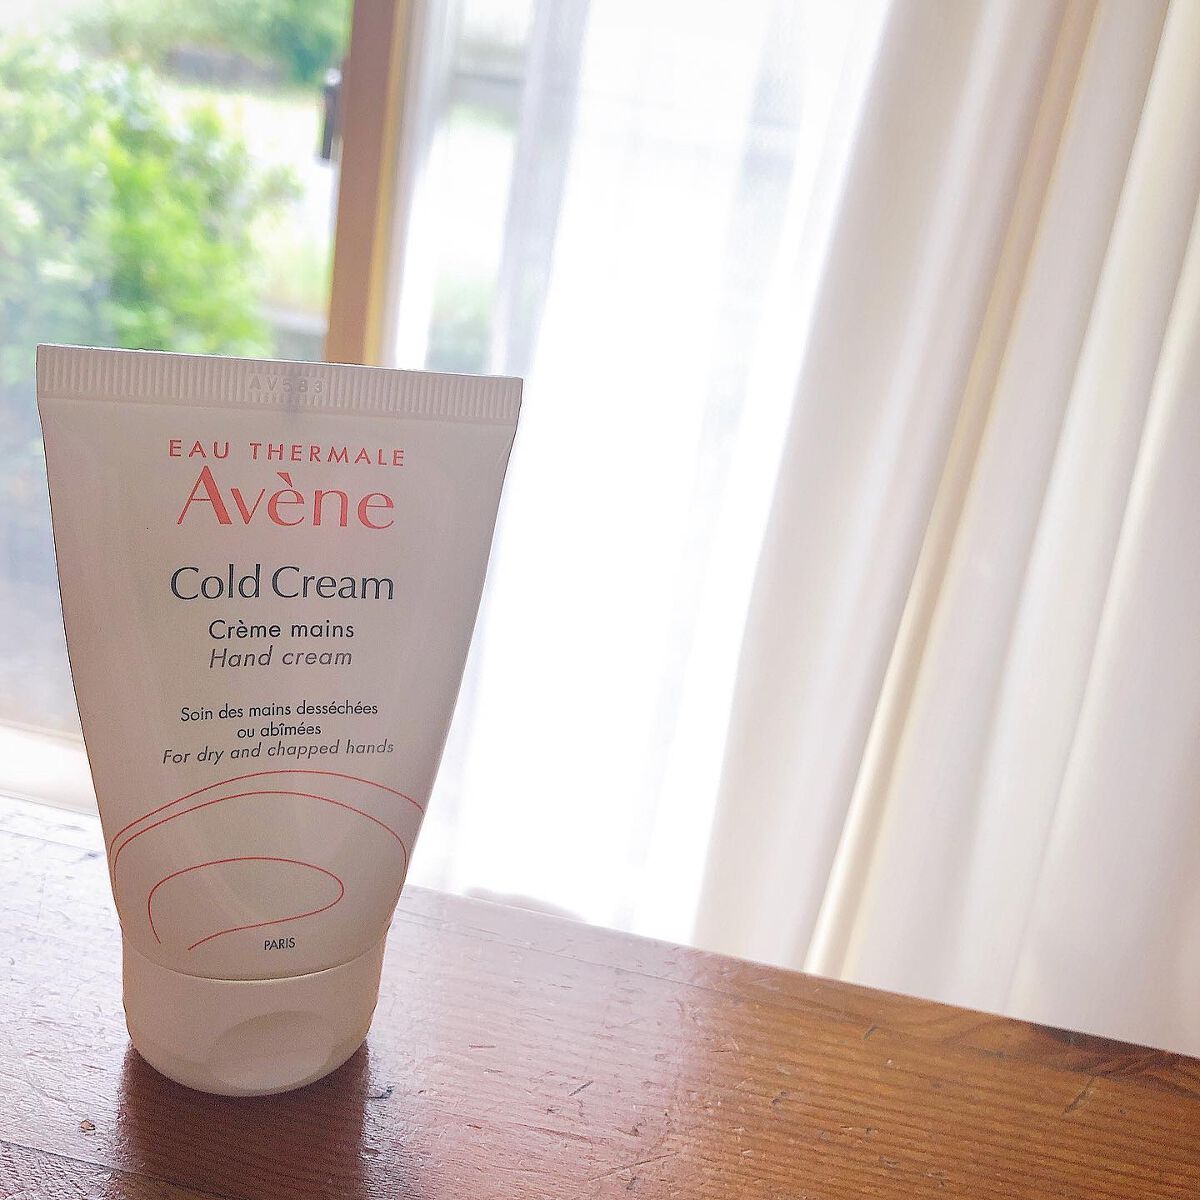 AV583
EAU THERMALE
Avène
Cold Cream
Crème mains
Hand cream
Soin des mains desséchées
ou abîmées
For dry and chapped hands
PARIS